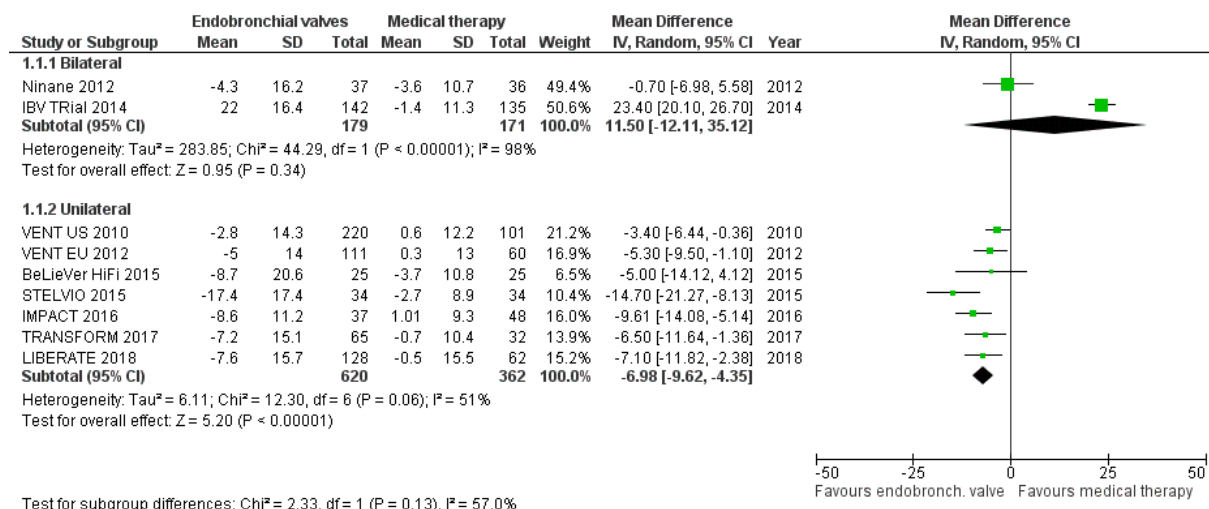 Endobronchial valves Medical therapy Mean Difference Mean Difference
Study or Subgroup Mean SD Total Mean SD Total Weight IV, Random, 95% CI Year IV, Random, 95% CI
1.1.1 Bilateral
Ninane 2012 -4.3 16.2 37 -3.6 10.7 36 49.4% -0.70 [-6.98, 5.58] 2012
IBV TRial 2014 22 16.4 142 -1.4 11.3 135 50.6% 23.40 [20.10, 26.70] 2014
Subtotal (95% CI) 179 171 100.0% 11.50 [-12.11, 35.12]
Heterogeneity: Tau² = 283.85; Chi² = 44.29, df = 1 (P < 0.00001); I² = 98%
Test for overall effect: Z = 0.95 (P = 0.34)
1.1.2 Unilateral
VENT US 2010 -2.8 14.3 220 0.6 12.2 101 21.2% -3.40 [-6.44, -0.36] 2010
VENT EU 2012 -5 14 111 0.3 13 60 16.9% -5.30 [-9.50, -1.10] 2012
BeLieVer HiFi 2015 -8.7 20.6 25 -3.7 10.8 25 6.5% -5.00 [-14.12, 4.12] 2015
STELVIO 2015 -17.4 17.4 34 -2.7 8.9 34 10.4% -14.70 [-21.27, -8.13] 2015
IMPACT 2016 -8.6 11.2 37 1.01 9.3 48 16.0% -9.61 [-14.08, -5.14] 2016
TRANSFORM 2017 -7.2 15.1 65 -0.7 10.4 32 13.9% -6.50 [-11.64, -1.36] 2017
LIBERATE 2018 -7.6 15.7 128 -0.5 15.5 62 15.2% -7.10 [-11.82, -2.38] 2018
Subtotal (95% CI) 620 362 100.0% -6.98 [-9.62, -4.35]
Heterogeneity: Tau² = 6.11; Chi² = 12.30, df = 6 (P = 0.06); I² = 51%
Test for overall effect: Z = 5.20 (P < 0.00001)
-50 -25 0 25 50
Favours endobronch. valve Favours medical therapy
Test for subgroup differences: Chi² = 2.33, df = 1 (P = 0.13), I² = 57.0%